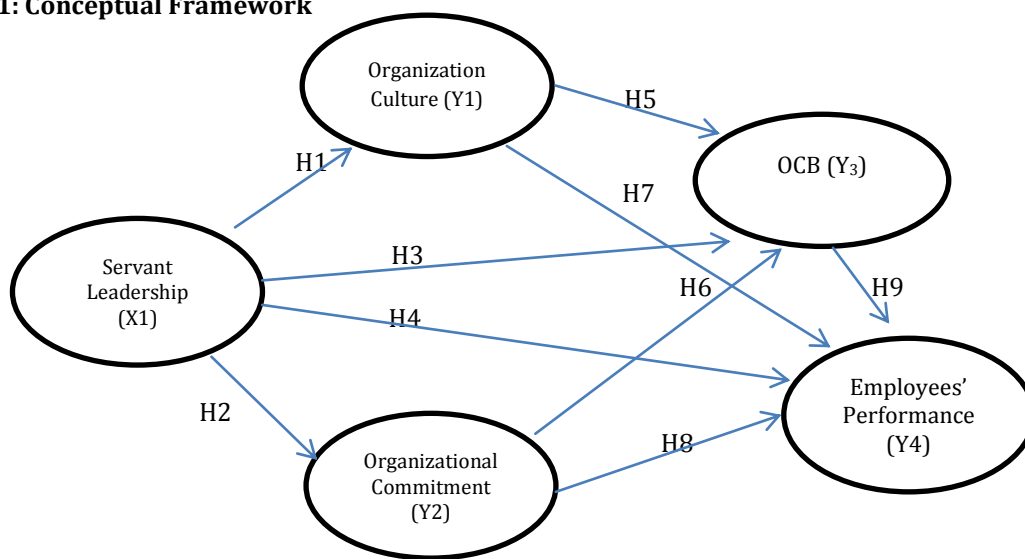 1: Conceptual Framework
Organization
Culture (Y1)
H5
OCB (Y₃)
H1
H7
Servant
Leadership
(X1)
H3
H6
H9
H4
Employees’
Performance
(Y4)
H2
H8
Organizational
Commitment
(Y2)